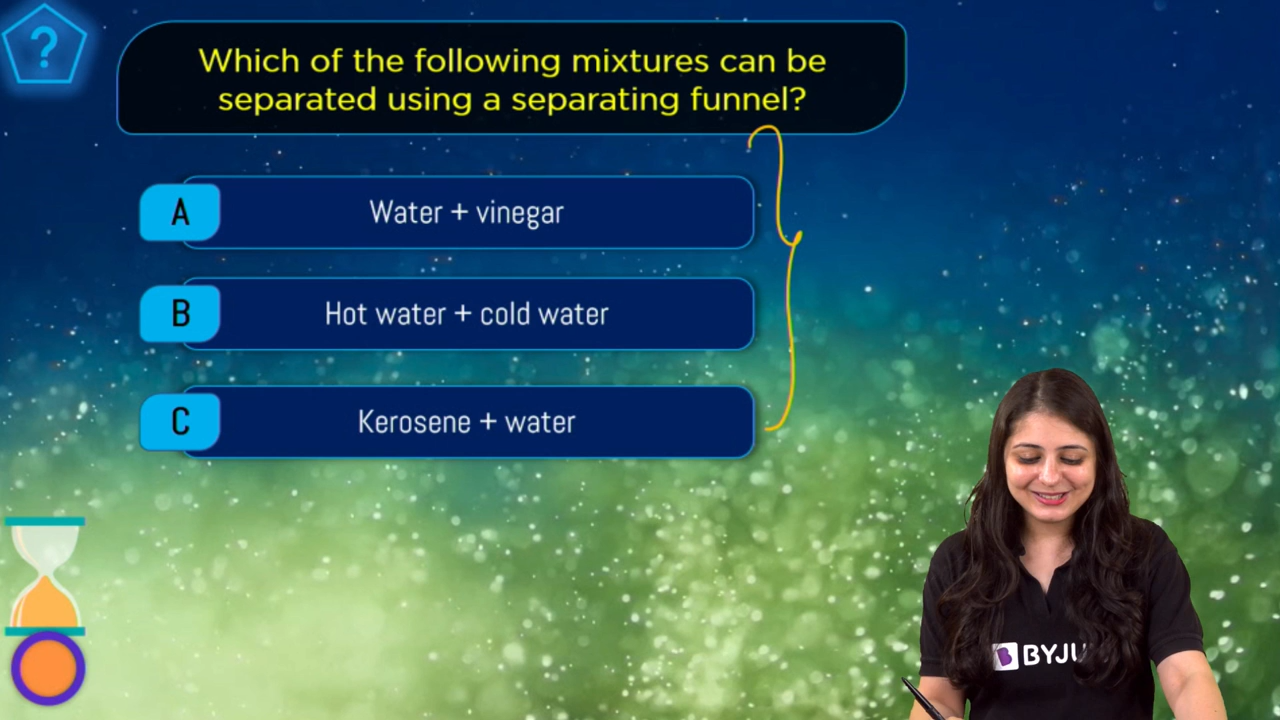 ?
Which of the following mixtures can be
separated using a separating funnel?
A
Water + vinegar
B
Hot water + cold water
C
Kerosene + water
BYJU